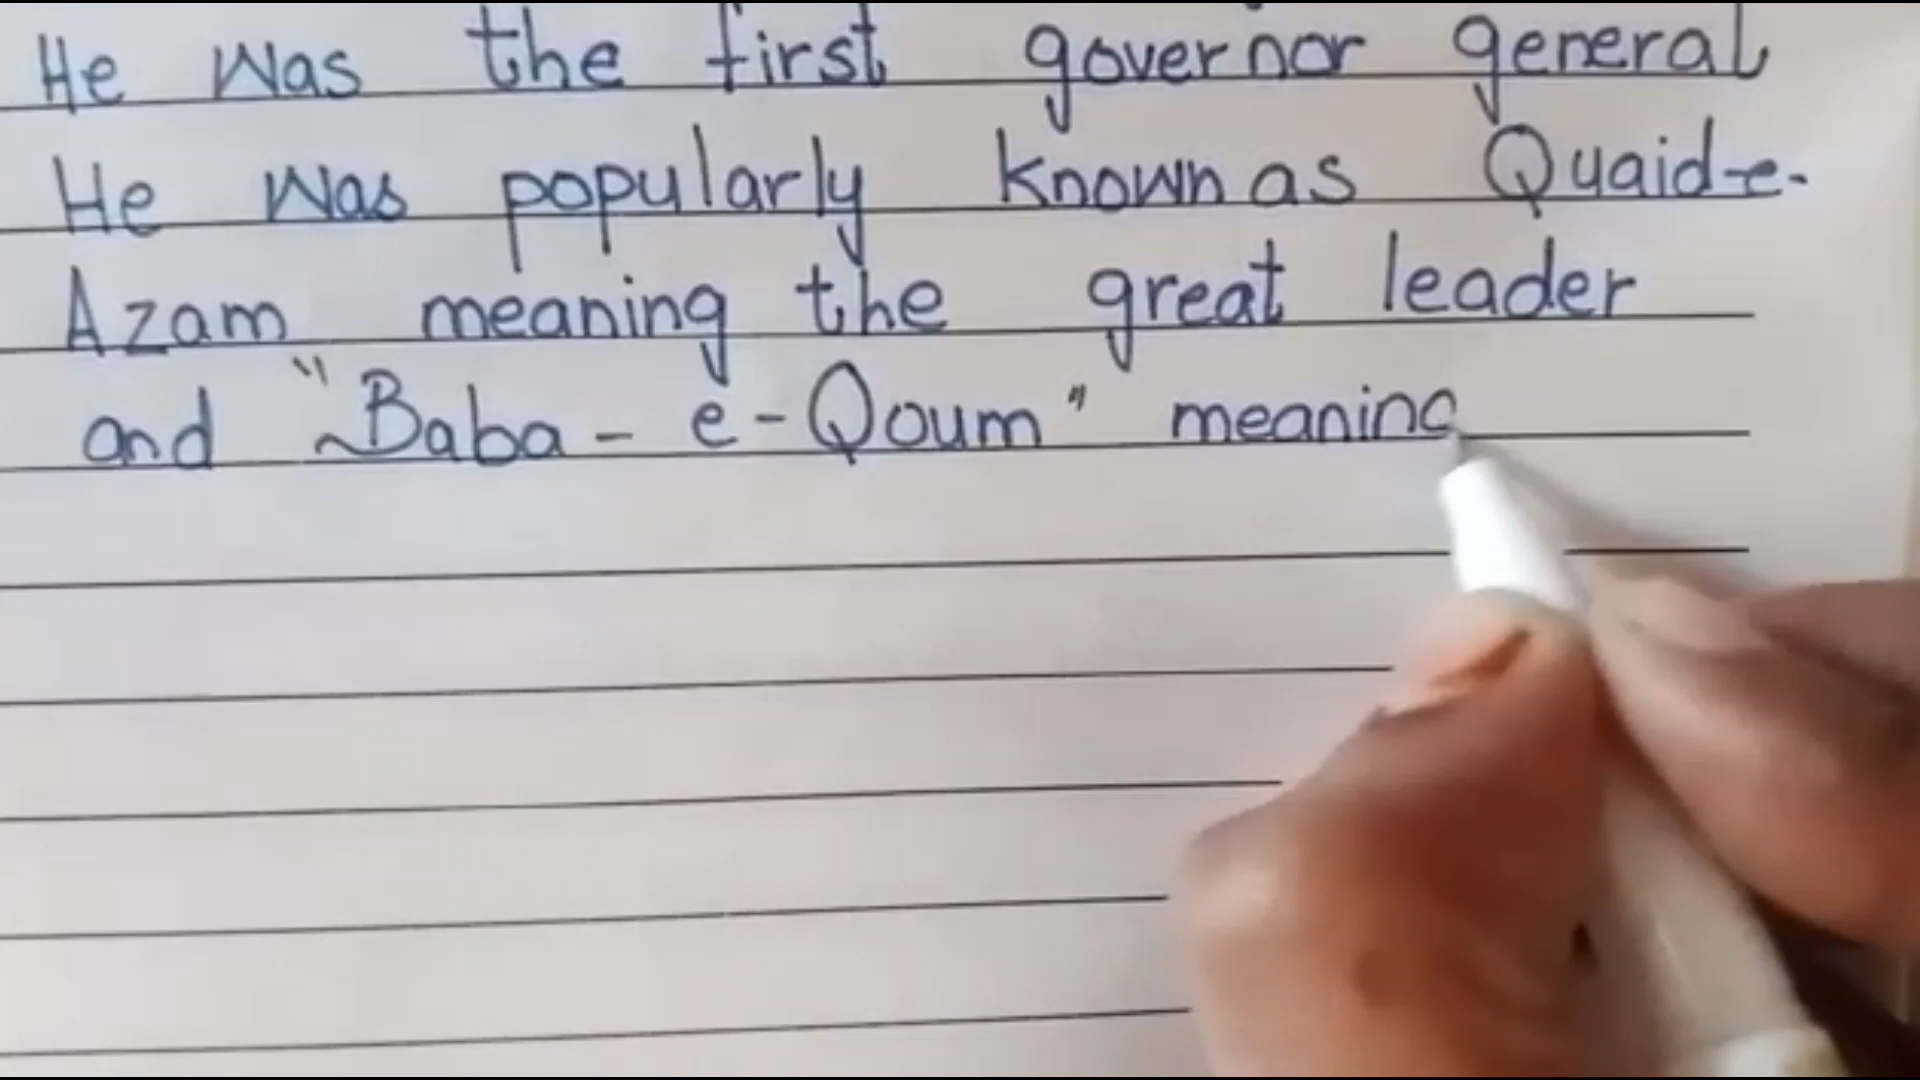 He was the first governor general
He was popularly known as Quaid-e-
Azam meaning the great leader
and "Baba-e-Qoum" meaning